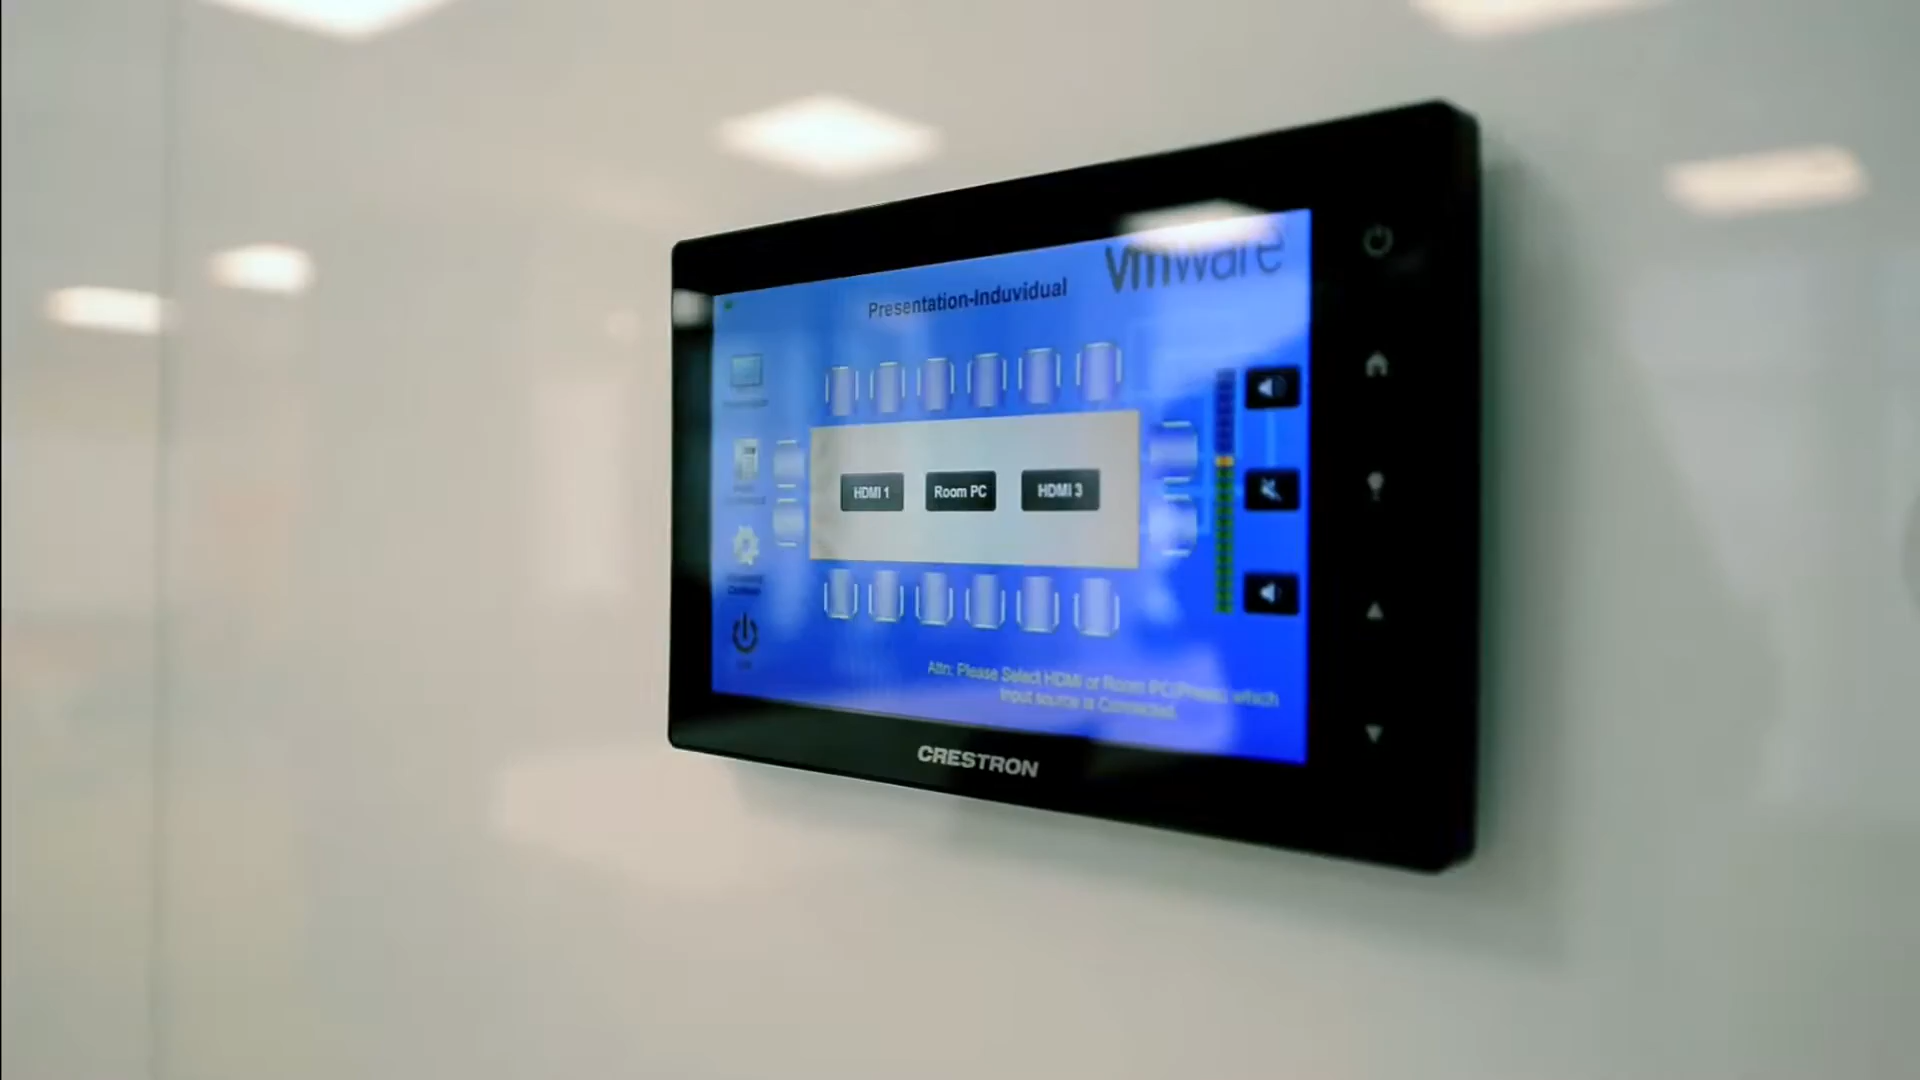 vmware
Presentation-Induvidual
HDMI 1
Room PC
HDMI 3
Attn: Please Select HDMI or Room PC(Press) which
Input source is Connected.
CRESTRON